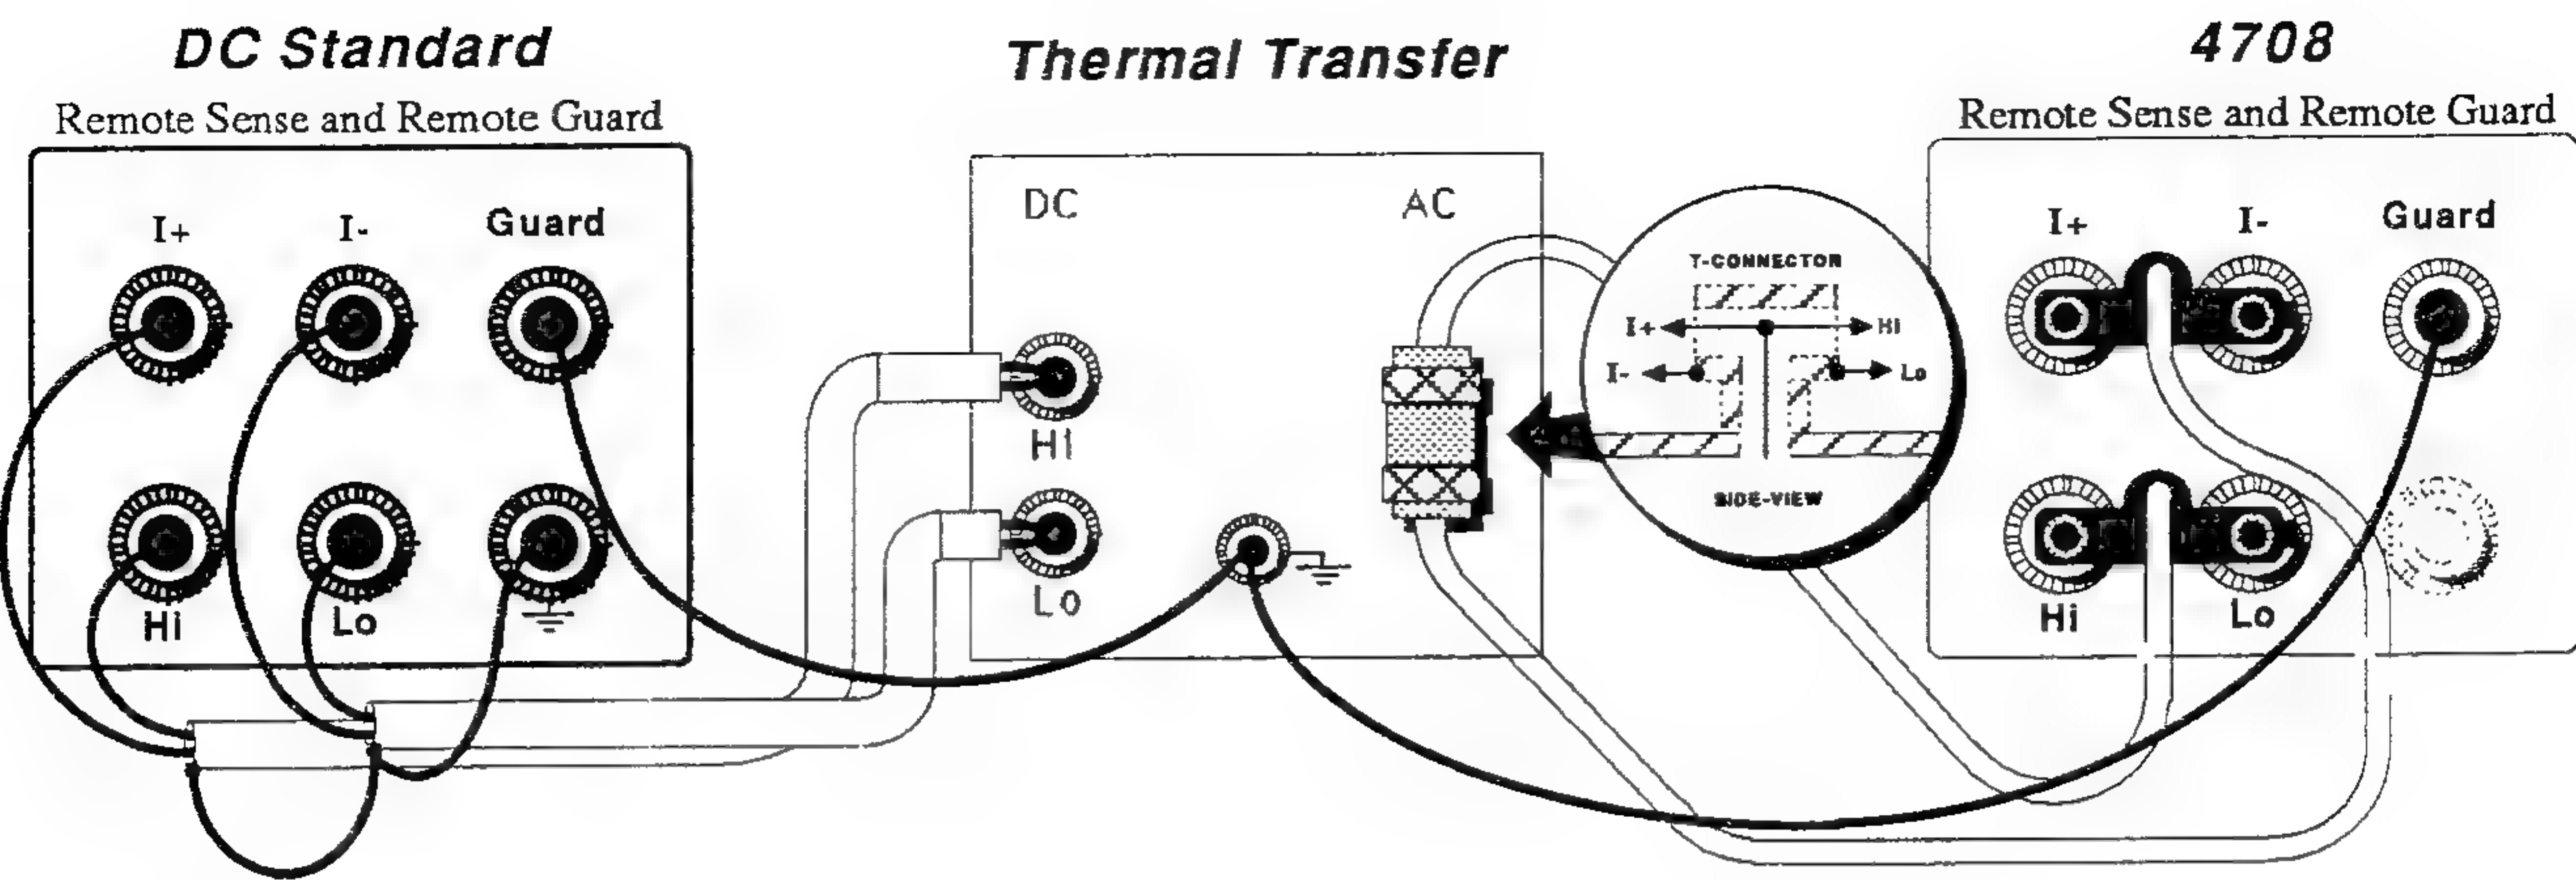 DC Standard
Remote Sense and Remote Guard
I+
I-
Guard
Hi
Lo
Thermal Transfer
DC
AC
Hi
Lo
T-CONNECTOR
I+
Hi
I-
Lo
SIDE-VIEW
4708
Remote Sense and Remote Guard
I+
I-
Guard
Hi
Lo